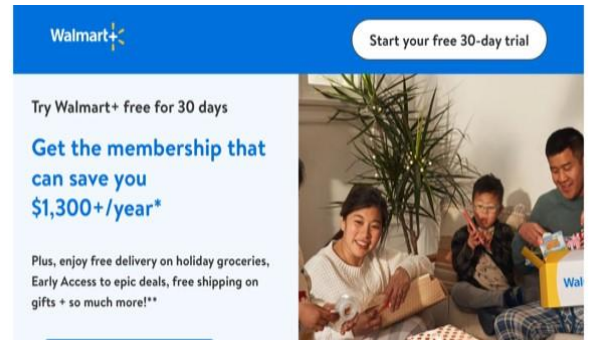 Walmart+
Start your free 30-day trial
Try Walmart+ free for 30 days
Get the membership that
can save you
$1,300+/year*
Plus, enjoy free delivery on holiday groceries,
Early Access to epic deals, free shipping on
gifts + so much more!**
Wal